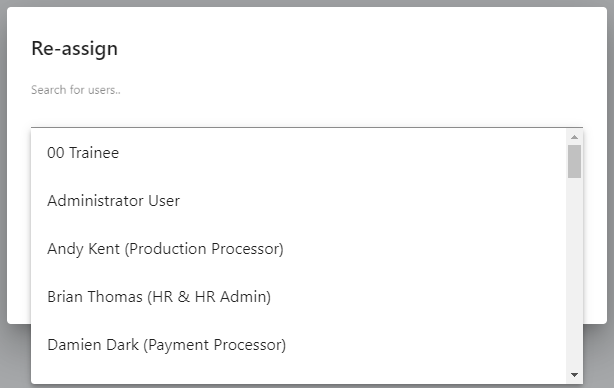 Re-assign
Search for users..
00 Trainee
Administrator User
Andy Kent (Production Processor)
Brian Thomas (HR & HR Admin)
Damien Dark (Payment Processor)